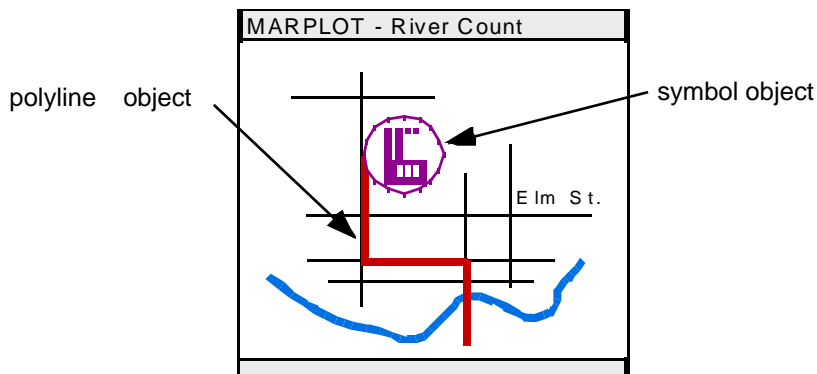 MARPLOT - River Count
polyline object
symbol object
Elm St.